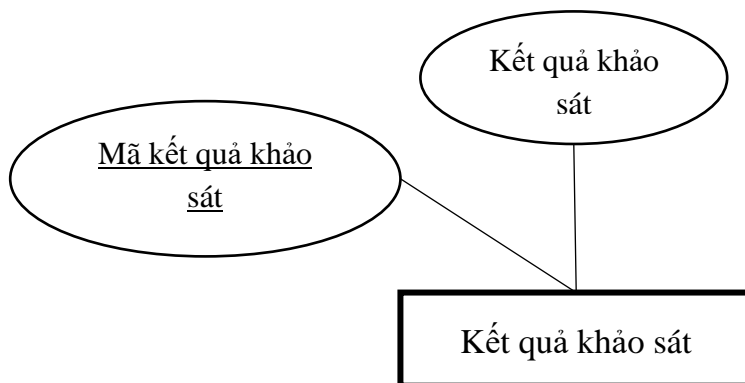 Kết quả khảo
sát
Mã kết quả khảo
sát
Kết quả khảo sát